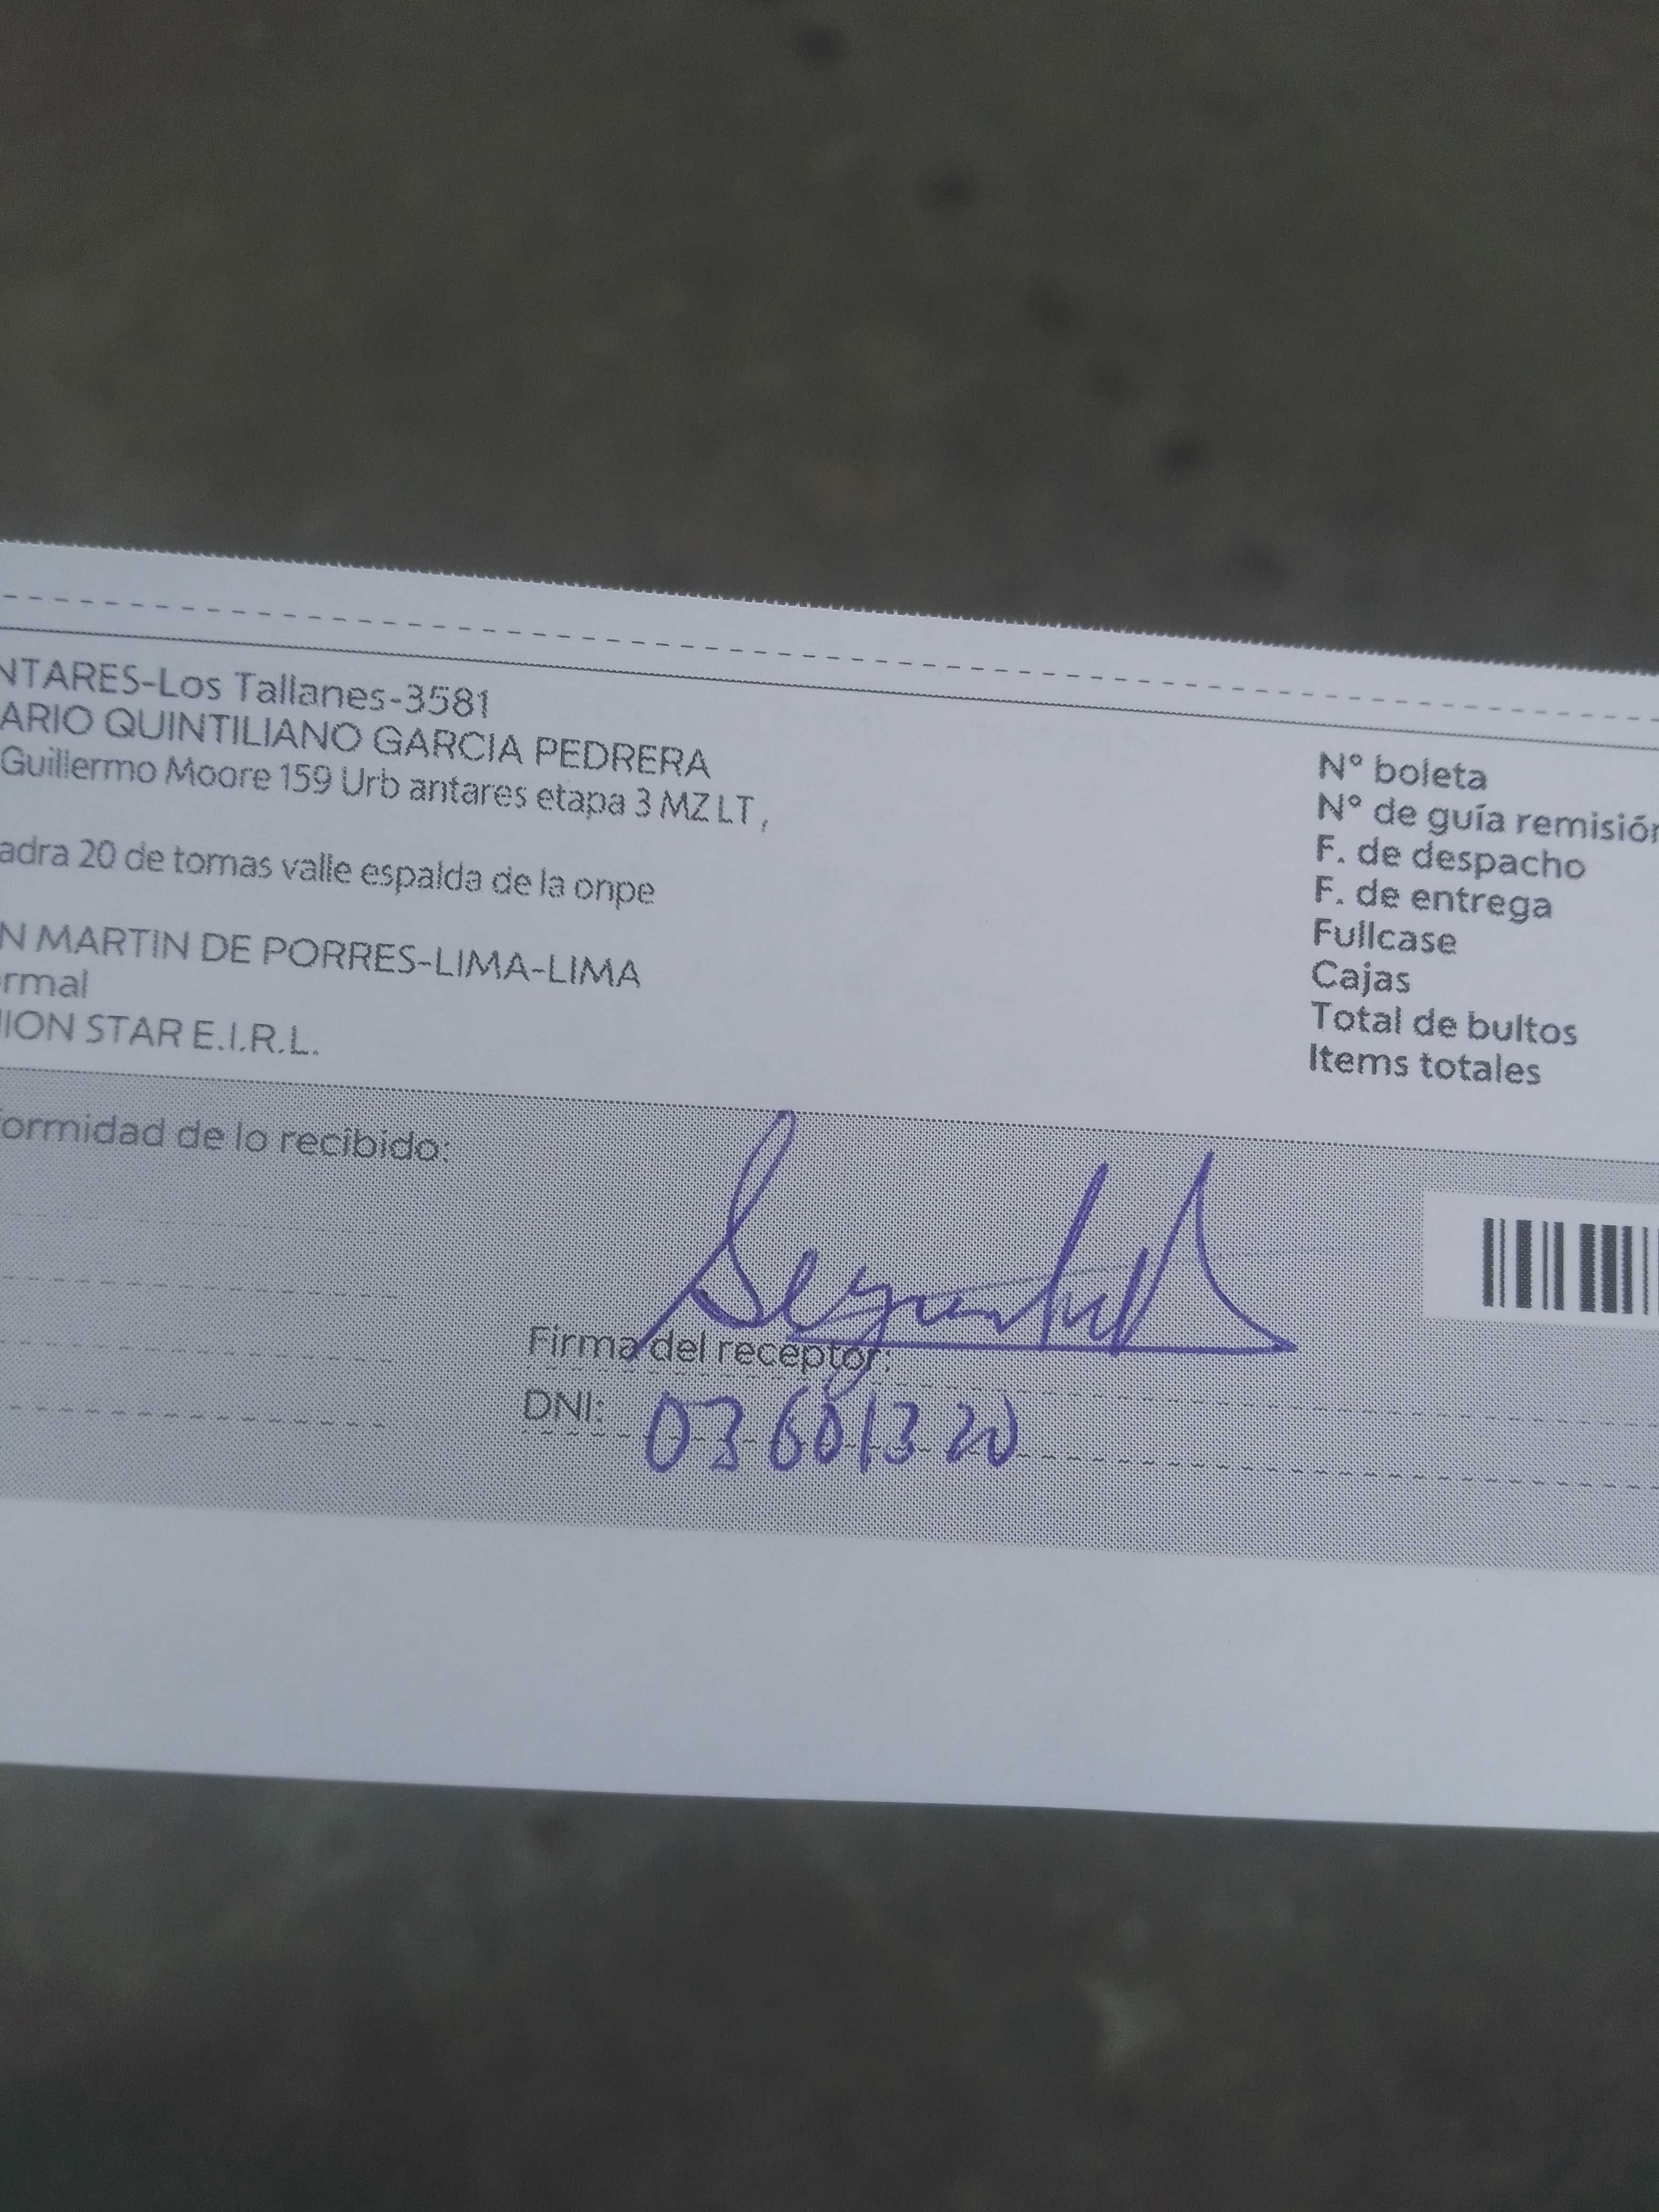 NTARES-Los Tallanes-3581
ARIO QUINTILIANO GARCIA PEDRERA
Guillermo Moore 159 Urb antares etapa 3 MZ LT ,
adra 20 de tomas valle espalda de la onpe
N MARTIN DE PORRES-LIMA-LIMA
rmal
ION STAR E.I.R.L.
N° boleta
N° de guía remisión
F. de despacho
F. de entrega
Fullcase
Cajas
Total de bultos
Items totales
formidad de lo recibido:
Firma del receptor:
DNI: 03601320